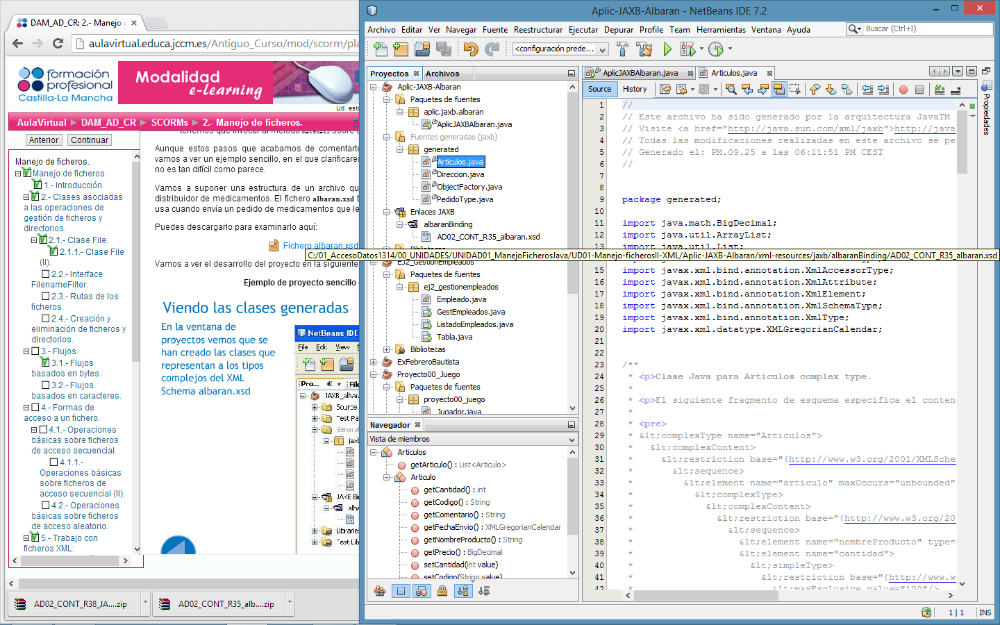 DAM_AD_CR: 2.- Manejo
aulavirtual.educa.jccm.es/Antiguo_Curso/mod/scorm/pla
formación
profesional
Castilla-La Mancha
Modalidad
e-learning
Ud. está
AulaVirtual ▶ DAM_AD_CR ▶ SCORMs ▶ 2.- Manejo de ficheros.
Anterior
Continuar
Manejo de ficheros.
Manejo de ficheros.
1.- Introducción.
2.- Clases asociadas
a las operaciones de
gestión de ficheros y
directorios.
2.1.- Clase File.
2.1.1.- Clase File
(II).
2.2.- Interface
FilenameFilter.
2.3.- Rutas de los
ficheros
2.4.- Creación y
eliminación de ficheros y
directorios.
3.- Flujos.
3.1.- Flujos
basados en bytes.
3.2.- Flujos
basados en caracteres.
4.- Formas de
acceso a un fichero.
4.1.- Operaciones
básicas sobre ficheros
de acceso secuencial.
4.1.1.-
Operaciones básicas
sobre ficheros de
acceso secuencial (II).
4.2.- Operaciones
básicas sobre ficheros
de acceso aleatorio.
5.- Trabajo con
ficheros XML:
tenemos que invocar al método marshall sobre
Aunque estos pasos que acabamos de comentarte
vamos a ver un ejemplo sencillo, en el que clarificaren
no es tan difícil como parece.
Vamos a suponer una estructura de un archivo qu
distribuidor de medicamentos. El fichero albaran.xsd t
usa cuando envía un pedido de medicamentos que le
Puedes descargarlo para examinarlo aquí:
Fichero albaran.xsd
Vamos a ver el desarrollo del proyecto en la siguiente
Ejemplo de proyecto sencillo
Viendo las clases generadas
En la ventana de
proyectos vemos que se
han creado las clases que
representan a los tipos
complejos del XML
Schema albaran.xsd
NetBeans IDE
File Edit View
Pro... Fil
JAXB_albar
Source
Test Pa
Generat
jaxb
JAXB Bin
alba
Libraries
Test Lib
AD02_CONT_R38_JA....zip
AD02_CONT_R35_alb....zip
Aplic-JAXB-Albaran - NetBeans IDE 7.2
Archivo Editar Ver Navegar Fuente Reestructurar Ejecutar Depurar Profile Team Herramientas Ventana Ayuda
Buscar (Ctrl+I)
<configuración prede...
Proyectos Archivos
Aplic-JAXB-Albaran
Paquetes de fuentes
aplic.jaxb.albaran
AplicJAXBAlbaran.java
Fuentes generadas (jaxb)
generated
Articulos.java
Direccion.java
ObjectFactory.java
PedidoType.java
Enlaces JAXB
albaranBinding
AD02_CONT_R35_albaran.xsd
C:/01_AccesoDatos1314/00_UNIDADES/UNIDAD01_ManejoFicherosJava/UD01-Manejo-ficherosII-XML/Aplic-JAXB-Albaran/xml-resources/jaxb/albaranBinding/AD02_CONT_R35_albaran.xsd
EJ2_GestionEmpleados
Paquetes de fuentes
ej2_gestionempleados
Empleado.java
GestEmpleados.java
ListadoEmpleados.java
Tabla.java
Bibliotecas
ExFebreroBautista
Proyecto00_Juego
Paquetes de fuentes
proyecto00_juego
Jugador.java
Navegador
Vista de miembros
Articulos
getArticulo() : List<Articulo>
Articulo
getCantidad() : int
getCodigo() : String
getComentario() : String
getFechaEnvio() : XMLGregorianCalendar
getNombreProducto() : String
getPrecio() : BigDecimal
setCantidad(int value)
setCodigo(String value)
AplicJAXBAlbaran.java Articulos.java
Source History
Propiedades
1 //
2 // Este archivo ha sido generado por la arquitectura JavaTM
3 // Visite <a href="http://java.sun.com/xml/jaxb">http://java
4 // Todas las modificaciones realizadas en este archivo se pe
5 // Generado el: PM.09.25 a las 06:11:51 PM CEST
6 //
7
8
9 package generated;
10
11 import java.math.BigDecimal;
12 import java.util.ArrayList;
13 import java.util.List;
15 import javax.xml.bind.annotation.XmlAccessorType;
16 import javax.xml.bind.annotation.XmlAttribute;
17 import javax.xml.bind.annotation.XmlElement;
18 import javax.xml.bind.annotation.XmlSchemaType;
19 import javax.xml.bind.annotation.XmlType;
20 import javax.xml.datatype.XMLGregorianCalendar;
21
22
23 /**
24 * <p>Clase Java para Articulos complex type.
25 *
26 * <p>El siguiente fragmento de esquema especifica el conten
27 *
28 * <pre>
29 * &lt;complexType name="Articulos">
30 * &lt;complexContent>
31 * &lt;restriction base="{http://www.w3.org/2001/XMLSche
32 * &lt;sequence>
33 * &lt;element name="articulo" maxOccurs="unbounded"
34 * &lt;complexType>
35 * &lt;complexContent>
36 * &lt;restriction base="{http://www.w3.org/20
37 * &lt;sequence>
38 * &lt;element name="nombreProducto" type=
39 * &lt;element name="cantidad">
40 * &lt;simpleType>
41 * &lt;restriction base="{http://www.w
42 * &lt;maxExclusive value="100"/>
1 | 1 INS